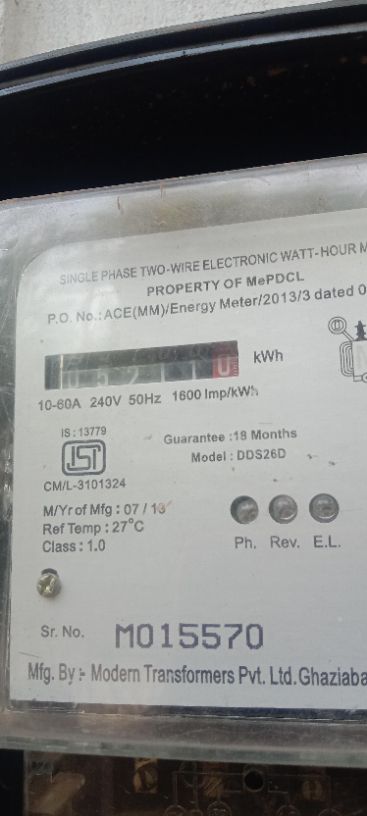 SINGLE PHASE TWO-WIRE ELECTRONIC WATT-HOUR M
PROPERTY OF MePDCL
P.O. No.:ACE(MM)/Energy Meter/2013/3 dated 0
kWh
10-60A 240V 50Hz 1600 Imp/kWh
IS : 13779
Guarantee :18 Months
Model : DDS26D
CM/L-3101324
M/Yr of Mfg : 07 / 13
Ref Temp : 27°C
Class : 1.0
Ph. Rev. E.L.
Sr. No. M015570
Mfg. By :- Modern Transformers Pvt. Ltd. Ghaziaba